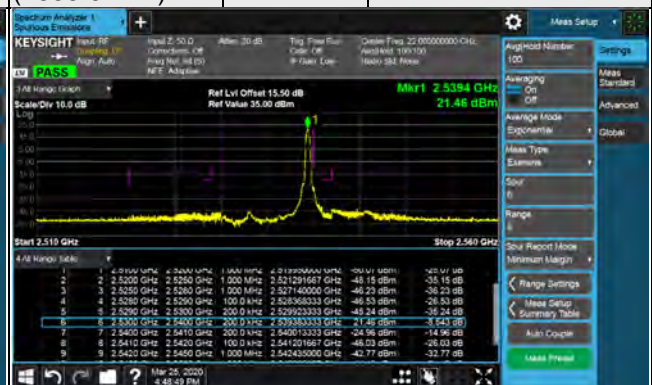 Spectrum Analyzer 1
Spurious Emissions
Meas Setup
KEYSIGHT
Input: RF
Coupling: DC
Align: Auto
Input Z: 50 Ω
Corrections: Off
Freq Ref: Int (S)
NFE: Adaptive
Atten: 30 dB
Trig: Free Run
Gate: Off
IF Gain: Low
Center Freq: 22.000000000 GHz
Avg|Hold: 100/100
Radio Std: None
PASS
3 All Range Graph
Scale/Div 10.0 dB
Log
Ref Lvl Offset 15.50 dB
Ref Value 35.00 dBm
Mkr1 2.5394 GHz
21.46 dBm
1
Start 2.510 GHz
Stop 2.560 GHz
4 All Range Table
2 2 2.5200 GHz 2.5250 GHz 1.000 MHz 2.521291667 GHz -48.15 dBm -35.15 dB
3 3 2.5250 GHz 2.5280 GHz 1.000 MHz 2.527140000 GHz -46.23 dBm -36.23 dB
4 4 2.5280 GHz 2.5290 GHz 100.0 kHz 2.528368333 GHz -46.53 dBm -26.53 dB
5 5 2.5290 GHz 2.5300 GHz 200.0 kHz 2.529923333 GHz -45.24 dBm -35.24 dB
6 6 2.5300 GHz 2.5400 GHz 200.0 kHz 2.539383333 GHz 21.46 dBm -8.543 dB
7 7 2.5400 GHz 2.5410 GHz 200.0 kHz 2.540013333 GHz -24.96 dBm -14.96 dB
8 8 2.5410 GHz 2.5420 GHz 100.0 kHz 2.541201667 GHz -46.03 dBm -26.03 dB
9 9 2.5420 GHz 2.5450 GHz 1.000 MHz 2.542435000 GHz -42.77 dBm -32.77 dB
Mar 25, 2020
4:48:49 PM
Avg|Hold Number
100
Averaging
On
Off
Average Mode
Exponential
Meas Type
Examine
Spur
6
Range
6
Spur Report Mode
Minimum Margin
Range Settings
Meas Setup
Summary Table
Auto Couple
Meas Preset
Settings
Meas
Standard
Advanced
Global